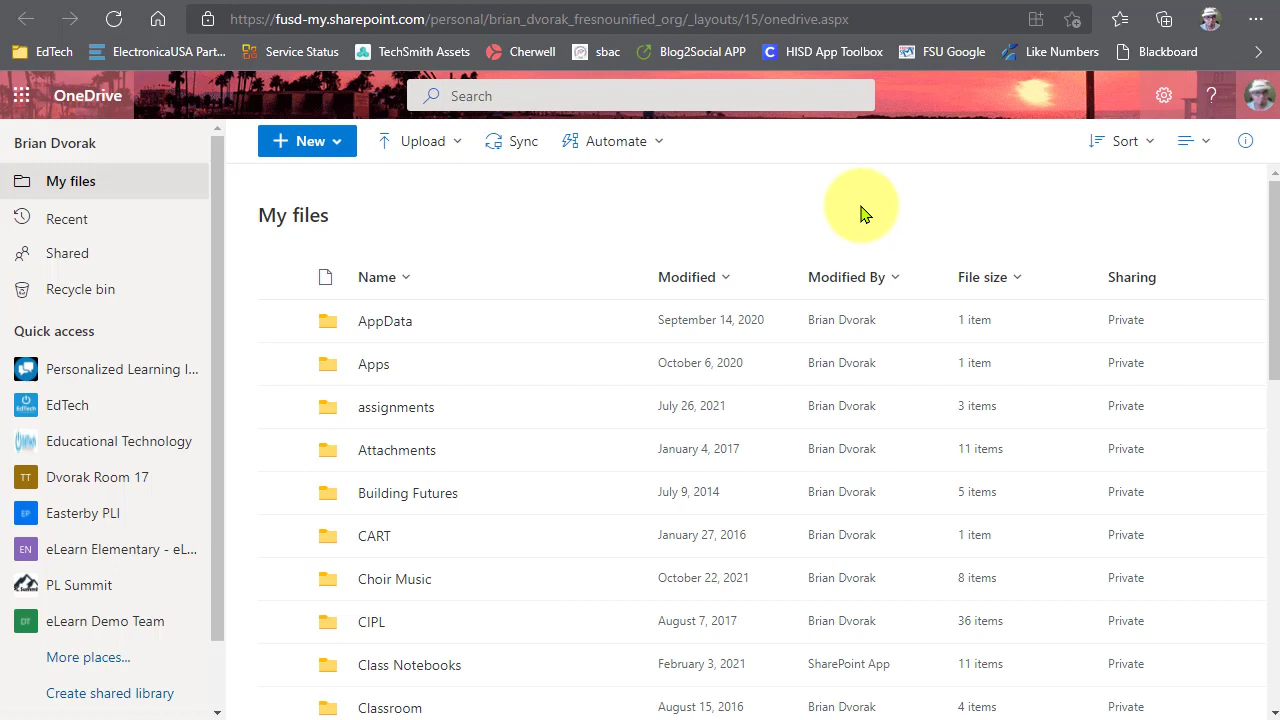 https://fusd-my.sharepoint.com/personal/brian_dvorak_fresnounified_org/_layouts/15/onedrive.aspx
EdTech ElectronicaUSA Part... Service Status TechSmith Assets Cherwell sbac Blog2Social APP HISD App Toolbox FSU Google Like Numbers Blackboard
OneDrive Search ?
Brian Dvorak
My files
Recent
Shared
Recycle bin
Quick access
Personalized Learning I...
EdTech
Educational Technology
TT Dvorak Room 17
EP Easterby PLI
EN eLearn Elementary - eL...
PL Summit
DT eLearn Demo Team
More places...
Create shared library
New Upload Sync Automate Sort
My files
Name Modified Modified By File size Sharing
AppData September 14, 2020 Brian Dvorak 1 item Private
Apps October 6, 2020 Brian Dvorak 1 item Private
assignments July 26, 2021 Brian Dvorak 3 items Private
Attachments January 4, 2017 Brian Dvorak 11 items Private
Building Futures July 9, 2014 Brian Dvorak 5 items Private
CART January 27, 2016 Brian Dvorak 1 item Private
Choir Music October 22, 2021 Brian Dvorak 8 items Private
CIPL August 7, 2017 Brian Dvorak 36 items Private
Class Notebooks February 3, 2021 SharePoint App 11 items Private
Classroom August 15, 2016 Brian Dvorak 4 items Private